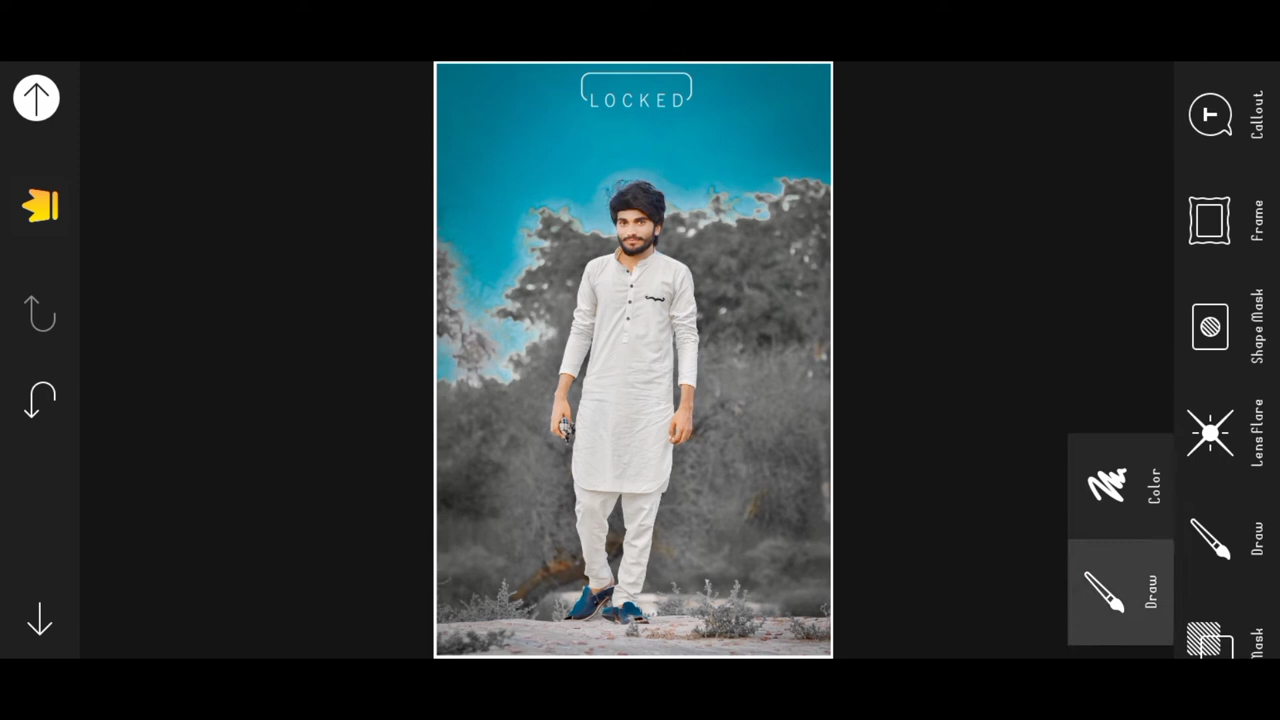 LOCKED
Callout
Frame
Shape Mask
Lens Flare
Draw
Mask
Color
Draw